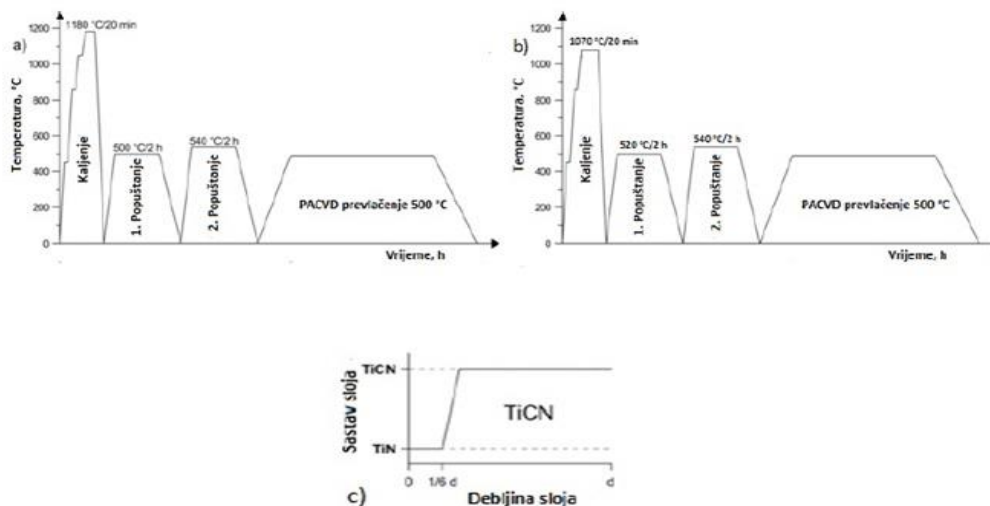 a)
Temperatura, °C
1200
1000
800
600
400
200
0
1180 °C/20 min
Kaljenje
500 °C/2 h
1. Popuštanje
540 °C/2 h
2. Popuštanje
PACVD prevlačenje 500 °C
Vrijeme, h
b)
Temperatura, °C
1200
1000
800
600
400
200
0
1070 °C/20 min
Kaljenje
520 °C/2 h
1. Popuštanje
540 °C/2 h
2. Popuštanje
PACVD prevlačenje 500 °C
Vrijeme, h
c)
Sastav sloja
TiCN
TiN
TiCN
0
1/6 d
d
Debljina sloja